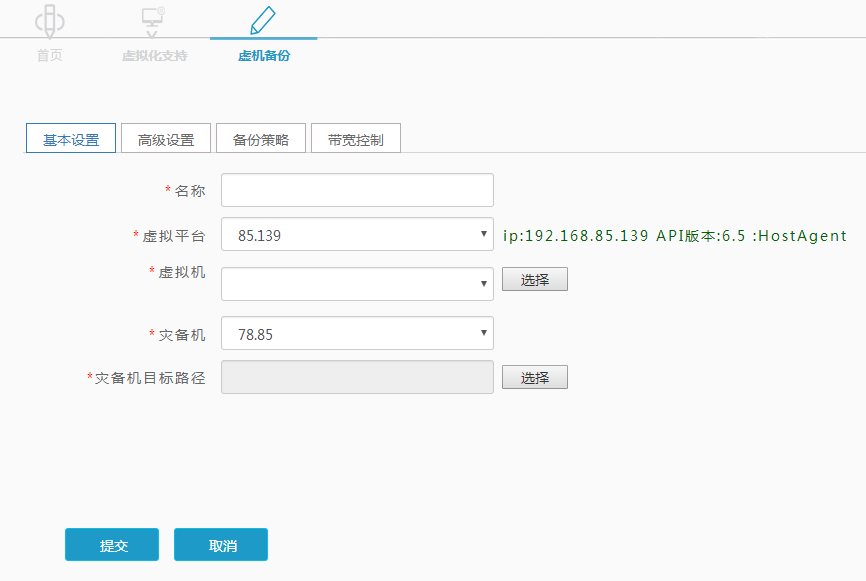 首页 虚拟化支持 虚机备份
基本设置 高级设置 备份策略 带宽控制
*名称
*虚拟平台 85.139 ip:192.168.85.139 API版本:6.5 :HostAgent
*虚拟机 选择
*灾备机 78.85
*灾备机目标路径 选择
提交 取消